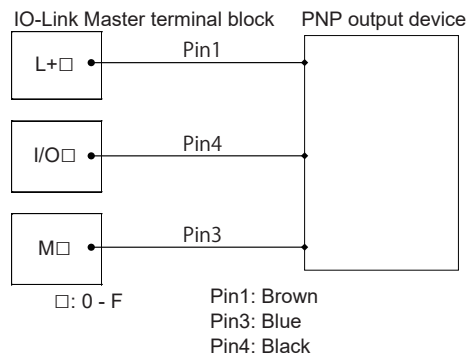 IO-Link Master terminal block
PNP output device
L+□
Pin1
I/O□
Pin4
M□
Pin3
□: 0 - F
Pin1: Brown
Pin3: Blue
Pin4: Black